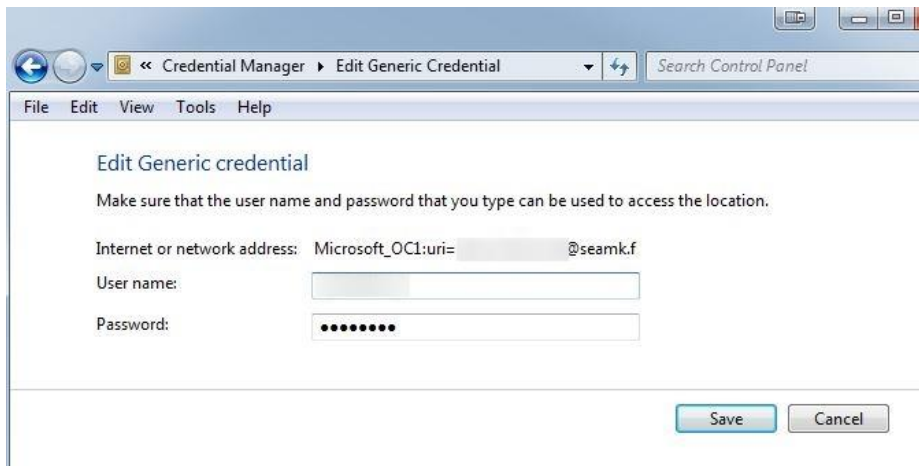 « Credential Manager ▸ Edit Generic Credential
Search Control Panel
File Edit View Tools Help
Edit Generic credential
Make sure that the user name and password that you type can be used to access the location.
Internet or network address: Microsoft_OC1:uri= @seamk.f
User name:
Password: ●●●●●●●●
Save Cancel